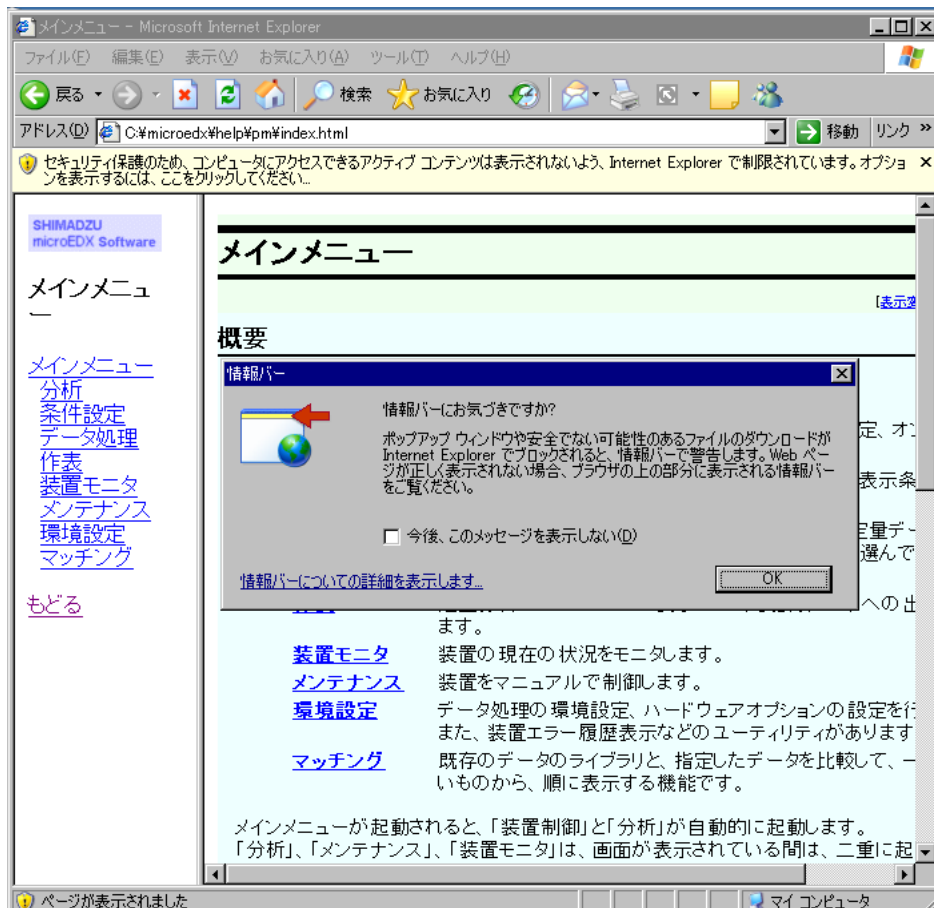 メインメニュー - Microsoft Internet Explorer
ファイル(F) 編集(E) 表示(V) お気に入り(A) ツール(T) ヘルプ(H)
戻る 検索 お気に入り
アドレス(D) C:¥microedx¥help¥pm¥index.html 移動 リンク »
セキュリティ保護のため、コンピュータにアクセスできるアクティブ コンテンツは表示されないよう、Internet Explorer で制限されています。オプショ
ンを表示するには、ここをクリックしてください...
SHIMADZU
microEDX Software
メインメニュ
ー
メインメニュー
分析
条件設定
データ処理
作表
装置モニタ
メンテナンス
環境設定
マッチング
もどる
メインメニュー
[表示
概要
定、オン
表示条
定量デー
選んで
情報バー
情報バーにお気づきですか?
ポップアップ ウィンドウや安全でない可能性のあるファイルのダウンロードが
Internet Explorer でブロックされると、情報バーで警告します。Web ペー
ジが正しく表示されない場合、ブラウザの上の部分に表示される情報バー
をご覧ください。
今後、このメッセージを表示しない(D)
情報バーについての詳細を表示します...
OK
への出
ます。
装置モニタ 装置の現在の状況をモニタします。
メンテナンス 装置をマニュアルで制御します。
環境設定 データ処理の環境設定、ハードウェアオプションの設定を行
また、装置エラー履歴表示などのユーティリティがあります
マッチング 既存のデータのライブラリと、指定したデータを比較して、一
いものから、順に表示する機能です。
メインメニューが起動されると、「装置制御」と「分析」が自動的に起動します。
「分析」、「メンテナンス」、「装置モニタ」は、画面が表示されている間は、二重に起
ページが表示されました マイ コンピュータ